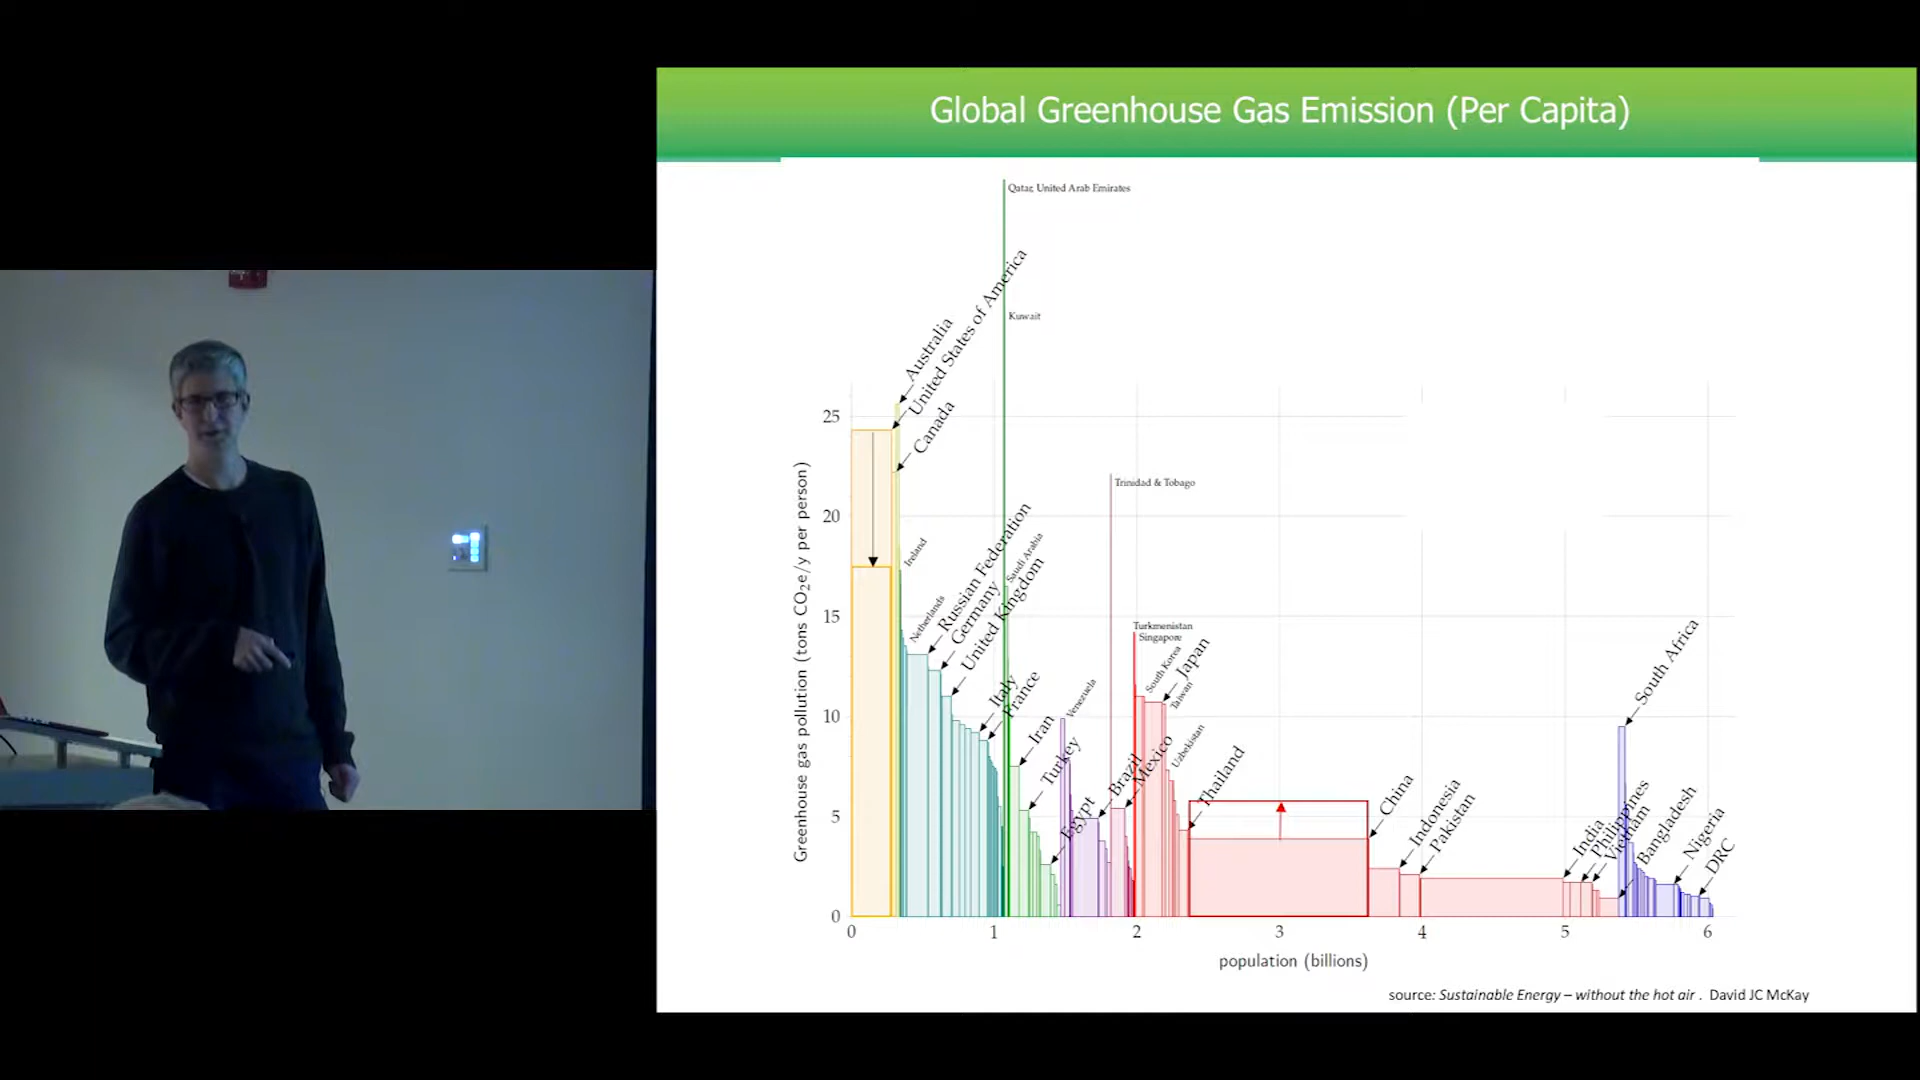 Global Greenhouse Gas Emission (Per Capita)
Qatar, United Arab Emirates
Kuwait
Australia
United States of America
Canada
Trinidad & Tobago
Ireland
Netherlands
Russian Federation
Germany
United Kingdom
Saudi Arabia
Italy
France
Iran
Turkey
Egypt
Venezuela
Brazil
Mexico
Turkmenistan
Singapore
South Korea
Japan
Taiwan
Uzbekistan
Thailand
China
Indonesia
Pakistan
India
Philippines
Vietnam
Bangladesh
South Africa
Nigeria
DRC
Greenhouse gas pollution (tons CO₂e/y per person)
25
20
15
10
5
0
0 1 2 3 4 5 6
population (billions)
source: Sustainable Energy – without the hot air . David JC McKay